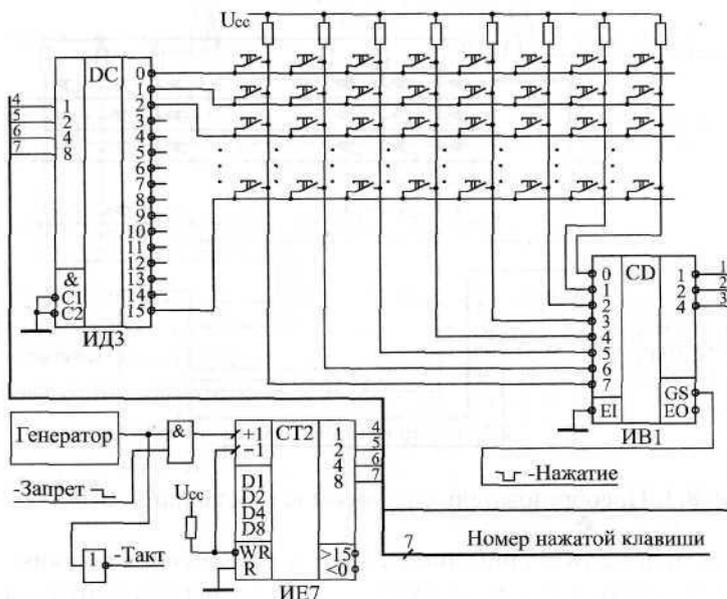 Ucc
DC
0
1
2
3
4
5
6
7
8
9
10
11
12
13
14
15
4
5
6
7
1
2
4
8
&
C1
C2
ИД3
0
1
2
3
4
5
6
7
CD
1
2
4
1
2
3
GS
EO
EI
ИВ1
-Нажатие
Генератор
&
-Запрет
1
-Такт
Ucc
+1
-1
CT2
D1
D2
D4
D8
WR
R
1
2
4
8
4
5
6
7
>15
<0
ИЕ7
7
Номер нажатой клавиши